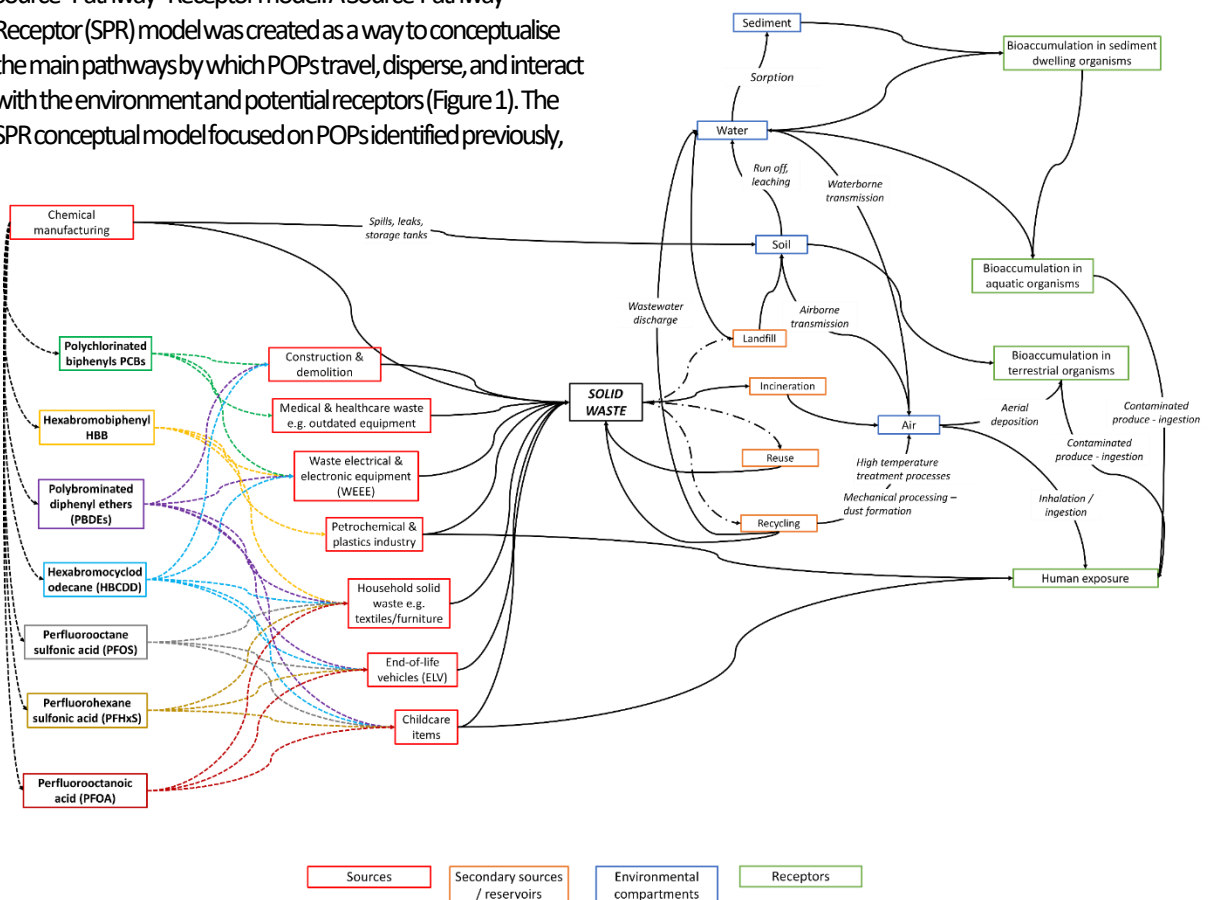 Source–Pathway–Receptor model. A Source-Pathway-
Receptor (SPR) model was created as a way to conceptualise
the main pathways by which POPs travel, disperse, and interact
with the environment and potential receptors (Figure 1). The
SPR conceptual model focused on POPs identified previously,
Sediment
Bioaccumulation in sediment
dwelling organisms
Sorption
Water
Run off,
leaching
Waterborne
transmission
Chemical
manufacturing
Spills, leaks,
storage tanks
Soil
Bioaccumulation in
aquatic organisms
Wastewater
discharge
Airborne
transmission
Landfill
Polychlorinated
biphenyls PCBs
Construction &
demolition
Bioaccumulation in
terrestrial organisms
Incineration
SOLID
WASTE
Medical & healthcare waste
e.g. outdated equipment
Hexabromobiphenyl
HBB
Air
Aerial
deposition
Contaminated
produce - ingestion
Contaminated
produce - ingestion
Waste electrical &
electronic equipment
(WEEE)
Reuse
High temperature
treatment processes
Mechanical processing –
dust formation
Inhalation /
ingestion
Polybrominated
diphenyl ethers
(PBDEs)
Petrochemical &
plastics industry
Recycling
Hexabromocyclod
odecane (HBCDD)
Human exposure
Household solid
waste e.g.
textiles/furniture
Perfluorooctane
sulfonic acid (PFOS)
End-of-life
vehicles (ELV)
Perfluorohexane
sulfonic acid (PFHxS)
Childcare
items
Perfluorooctanoic
acid (PFOA)
Sources
Secondary sources
/ reservoirs
Environmental
compartments
Receptors